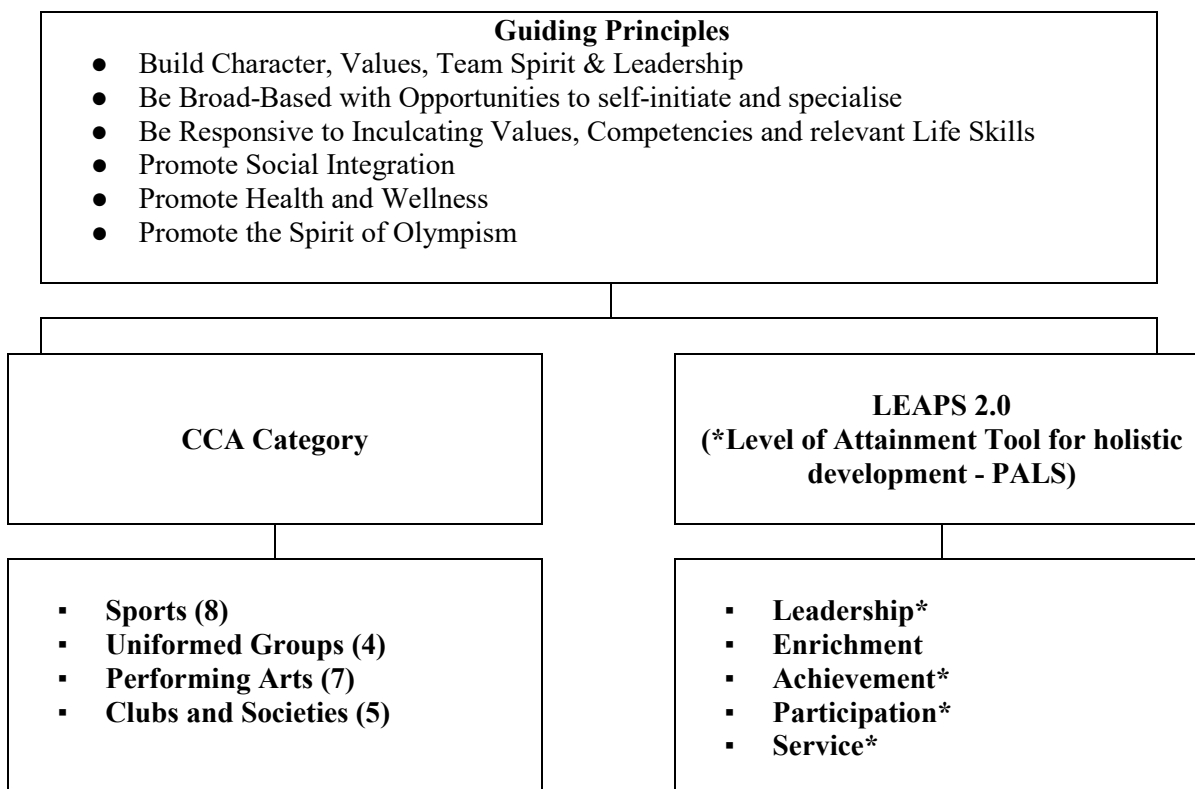 Guiding Principles
● Build Character, Values, Team Spirit & Leadership
● Be Broad-Based with Opportunities to self-initiate and specialise
● Be Responsive to Inculcating Values, Competencies and relevant Life Skills
● Promote Social Integration
● Promote Health and Wellness
● Promote the Spirit of Olympism
CCA Category
LEAPS 2.0
(*Level of Attainment Tool for holistic
development - PALS)
▪ Sports (8)
▪ Uniformed Groups (4)
▪ Performing Arts (7)
▪ Clubs and Societies (5)
▪ Leadership*
▪ Enrichment
▪ Achievement*
▪ Participation*
▪ Service*